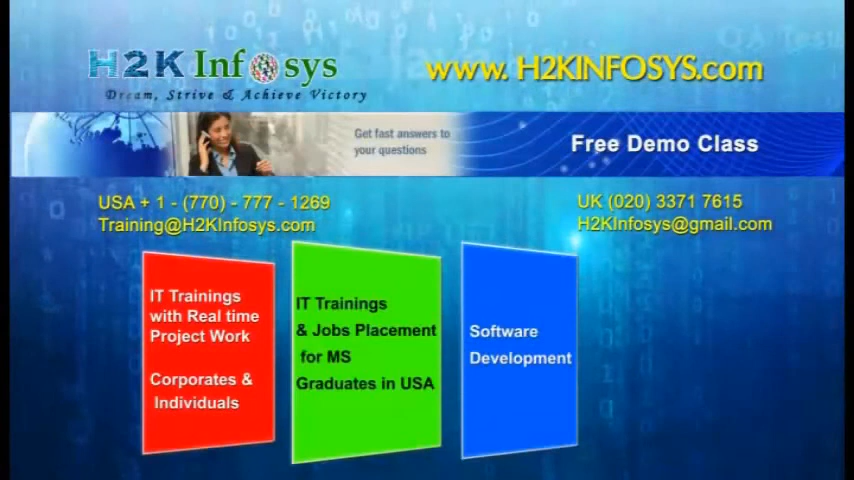 H2K Infosys
www. H2KINFOSYS.com
Dream, Strive & Achieve Victory
Get fast answers to
your questions
Free Demo Class
USA + 1 - (770) - 777 - 1269
Training@H2KInfosys.com
UK (020) 3371 7615
H2KInfosys@gmail.com
IT Trainings
with Real time
Project Work
Corporates &
Individuals
IT Trainings
& Jobs Placement
for MS
Graduates in USA
Software
Development